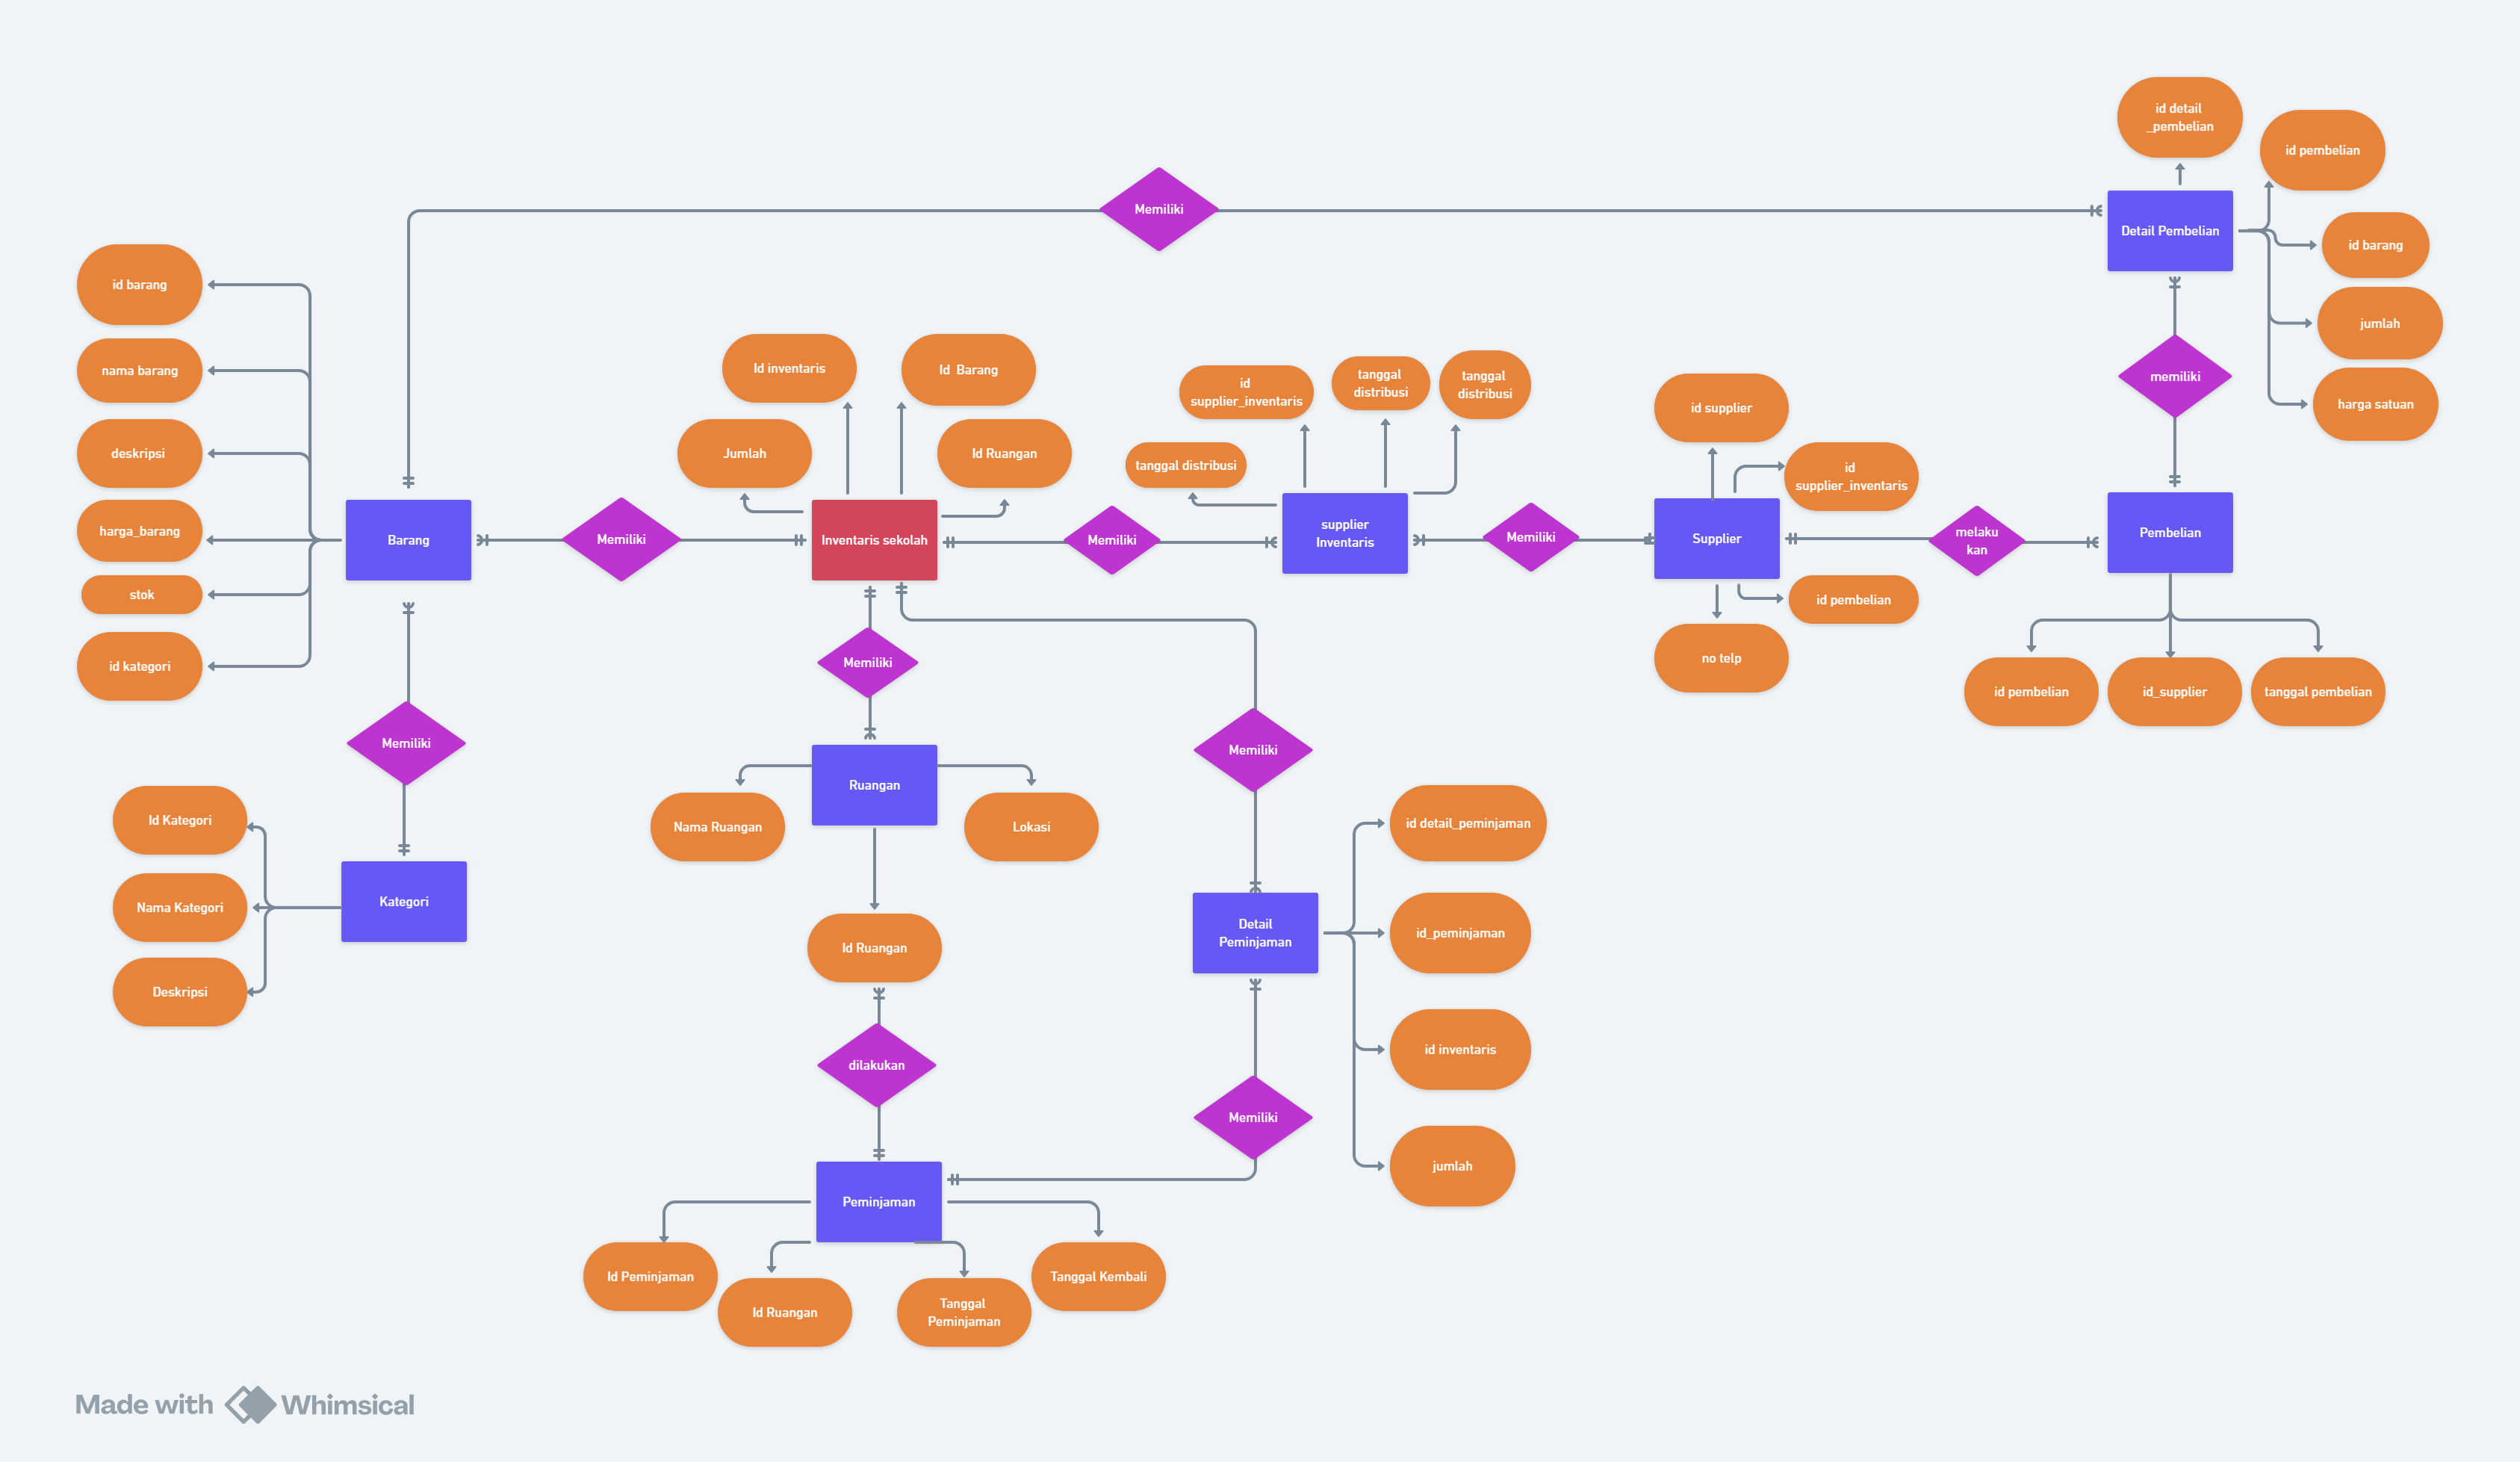 id detail
_pembelian
id pembelian
Memiliki
Detail Pembelian
id barang
id barang
nama barang
deskripsi
harga_barang
stok
id kategori
jumlah
harga satuan
memiliki
Id inventaris
Id  Barang
Jumlah
Id Ruangan
id
supplier_inventaris
tanggal
distribusi
tanggal
distribusi
tanggal distribusi
id supplier
id
supplier_inventaris
Barang
Memiliki
Inventaris sekolah
Memiliki
supplier
Inventaris
Memiliki
Supplier
melaku
kan
Pembelian
id pembelian
no telp
id pembelian
id_supplier
tanggal pembelian
Memiliki
Memiliki
Memiliki
Ruangan
Nama Ruangan
Lokasi
Id Kategori
Nama Kategori
Deskripsi
Kategori
Id Ruangan
Detail
Peminjaman
id detail_peminjaman
id_peminjaman
id inventaris
jumlah
dilakukan
Memiliki
Peminjaman
Id Peminjaman
Id Ruangan
Tanggal
Peminjaman
Tanggal Kembali
Made with Whimsical